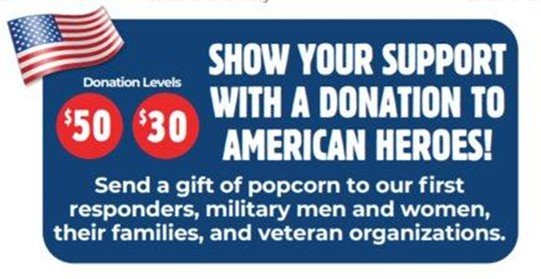 SHOW YOUR SUPPORT
WITH A DONATION TO
AMERICAN HEROES!
Donation Levels
$50 $30
Send a gift of popcorn to our first
responders, military men and women,
their families, and veteran organizations.